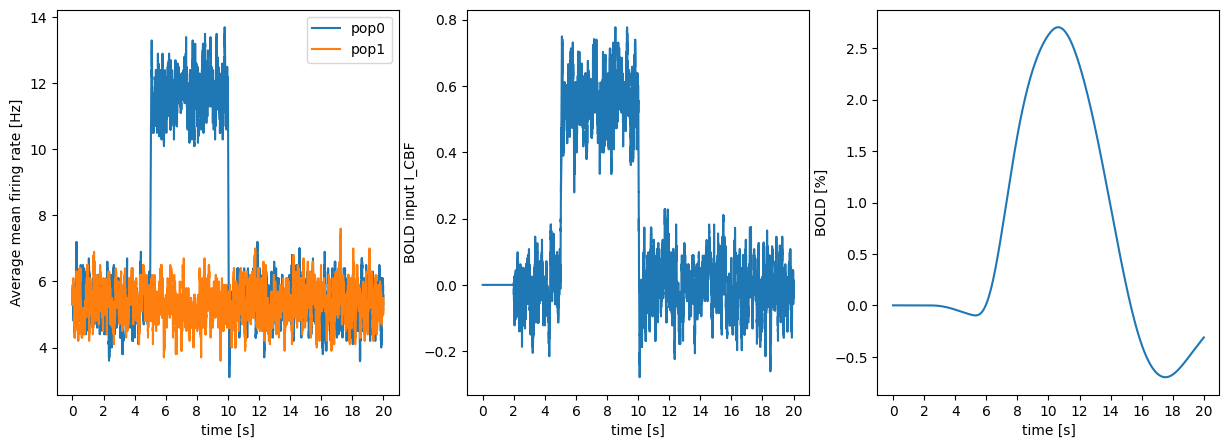 Average mean firing rate [Hz]
14
12
10
8
6
4
pop0
pop1
0 2 4 6 8 10 12 14 16 18 20
time [s]
BOLD input I_CBF
0.8
0.6
0.4
0.2
0.0
−0.2
0 2 4 6 8 10 12 14 16 18 20
time [s]
BOLD [%]
2.5
2.0
1.5
1.0
0.5
0.0
−0.5
0 2 4 6 8 10 12 14 16 18 20
time [s]